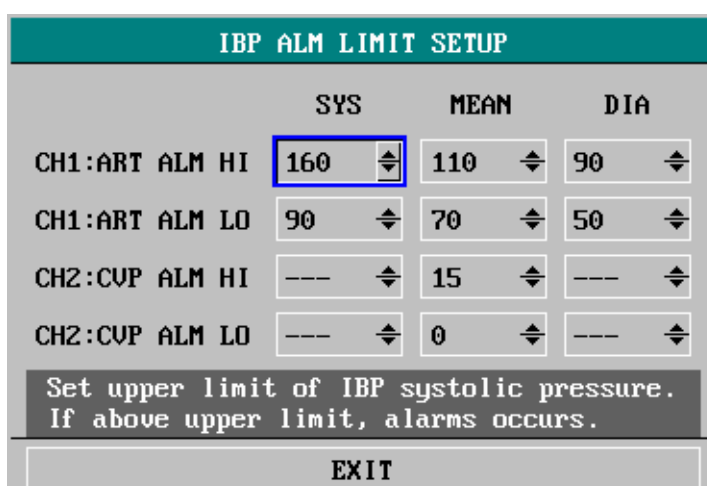 IBP ALM LIMIT SETUP
SYS MEAN DIA
CH1:ART ALM HI 160 110 90
CH1:ART ALM LO 90 70 50
CH2:CVP ALM HI --- 15 ---
CH2:CVP ALM LO --- 0 ---
Set upper limit of IBP systolic pressure.
If above upper limit, alarms occurs.
EXIT